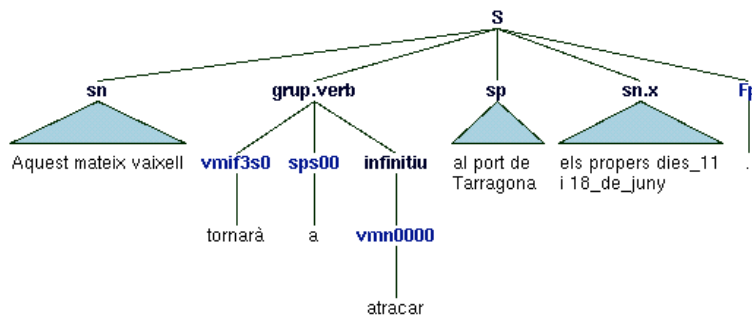 S
sn grup.verb sp sn.x Fp
Aquest mateix vaixell vmif3s0 sps00 infinitiu al port de els propers dies_11 .
Tarragona i 18_de_juny
tornarà a vmn0000
atracar